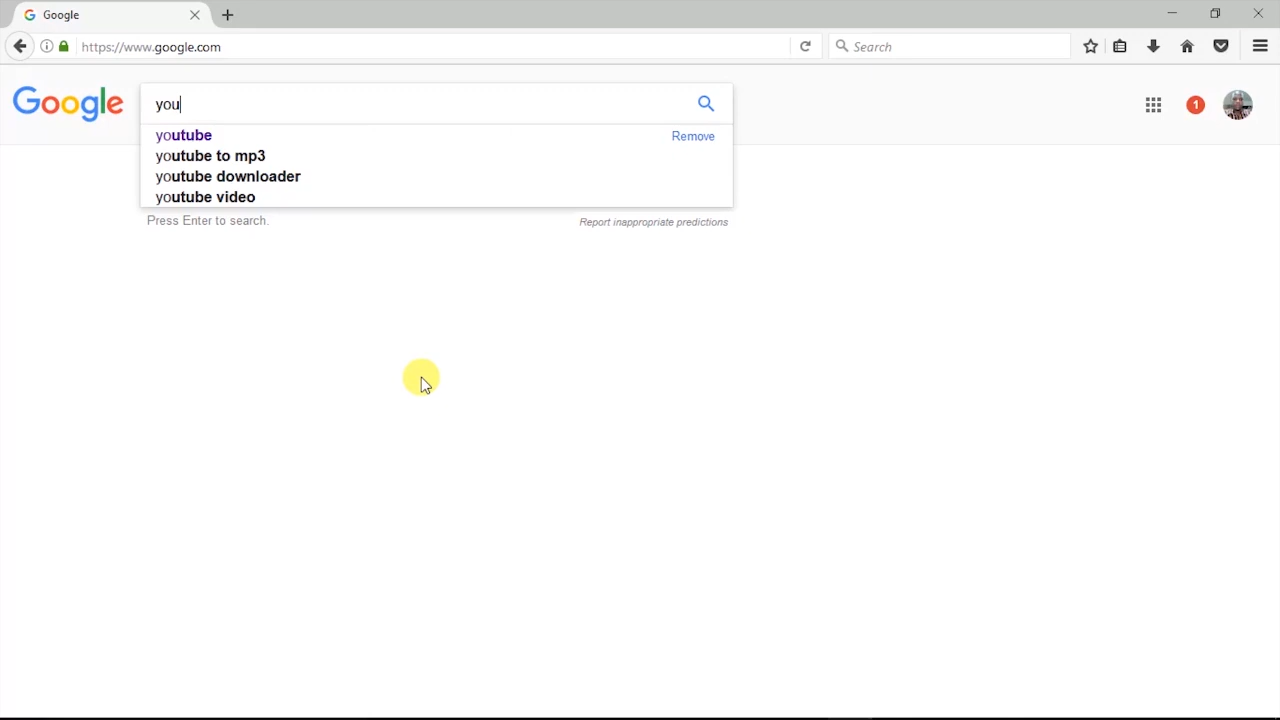 Google
https://www.google.com
Search
Google
you
1
youtube
Remove
youtube to mp3
youtube downloader
youtube video
Press Enter to search.
Report inappropriate predictions